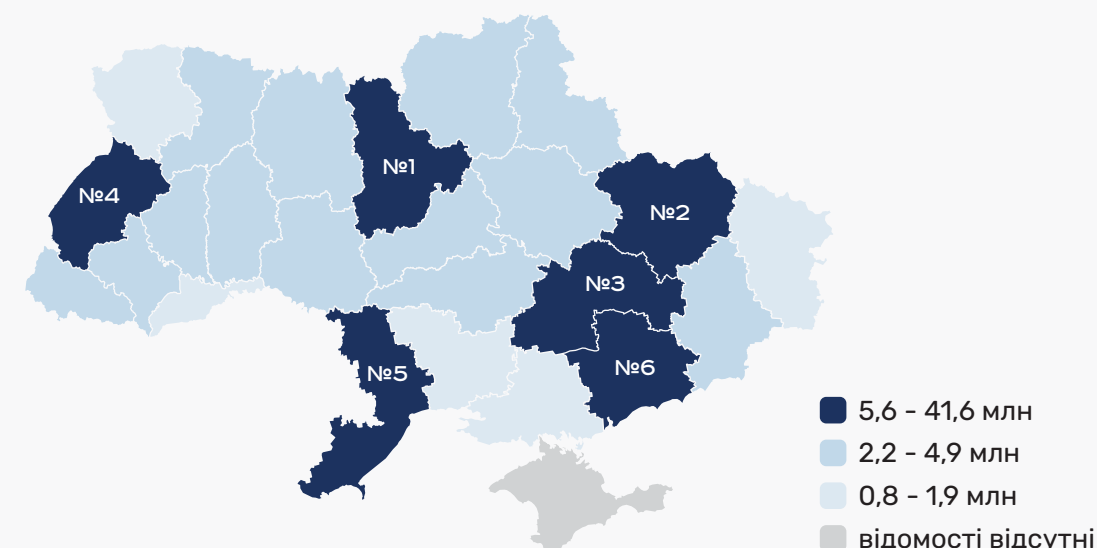 №1
№4
№2
№3
№6
№5
5,6 - 41,6 млн
2,2 - 4,9 млн
0,8 - 1,9 млн
відомості відсутні